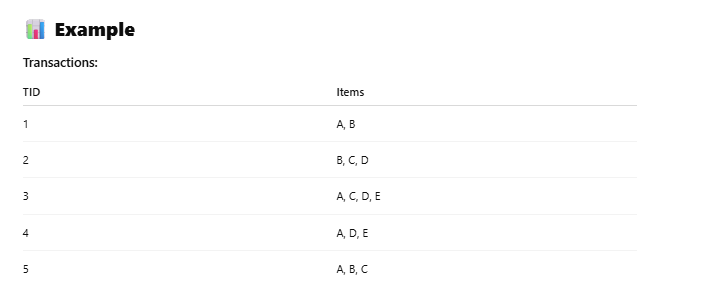 Example
Transactions:
TID Items
1 A, B
2 B, C, D
3 A, C, D, E
4 A, D, E
5 A, B, C